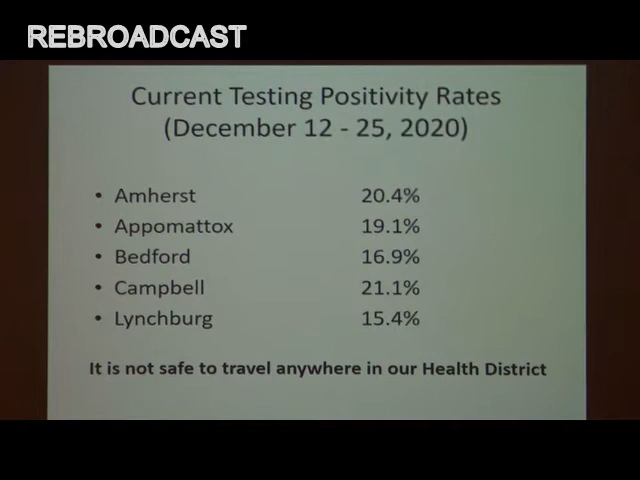 REBROADCAST
Current Testing Positivity Rates
(December 12 - 25, 2020)
• Amherst 20.4%
• Appomattox 19.1%
• Bedford 16.9%
• Campbell 21.1%
• Lynchburg 15.4%
It is not safe to travel anywhere in our Health District